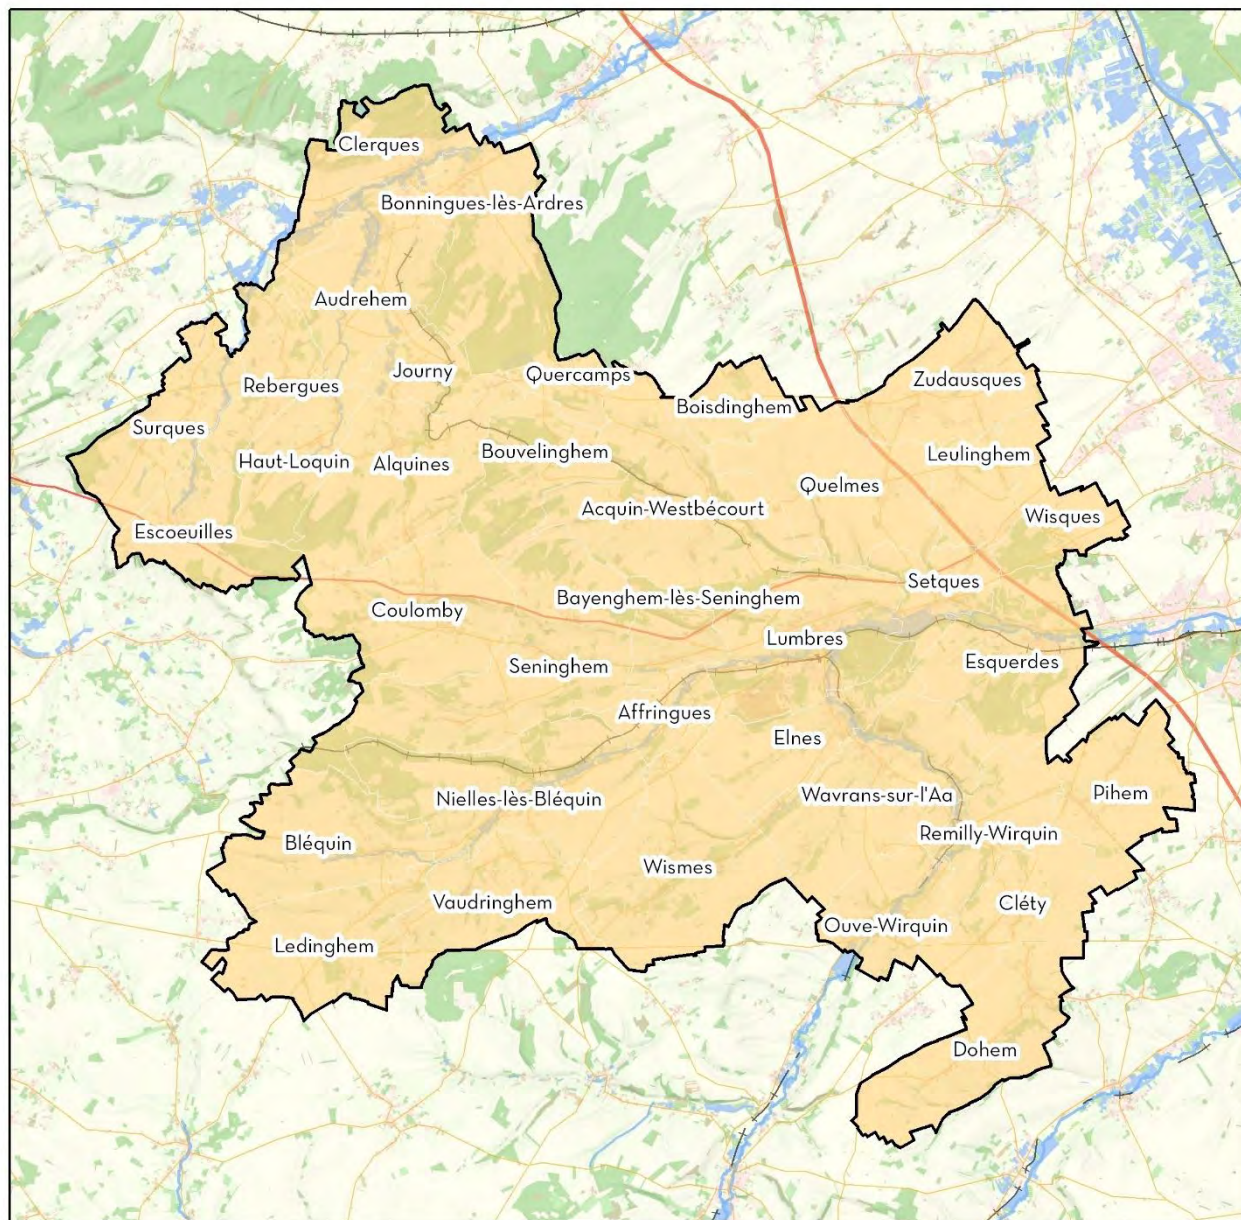 Clerques
Bonningues-lès-Ardres
Audrehem
Journy
Quercamps
Rebergues
Zudausques
Boisdinghem
Surques
Bouvelinghem
Leulinghem
Haut-Loquin
Alquines
Quelmes
Acquin-Westbécourt
Wisques
Escoeuilles
Setques
Bayenghem-lès-Seninghem
Coulomby
Lumbres
Esquerdes
Seninghem
Affringues
Elnes
Pihem
Wavrans-sur-l'Aa
Nielles-lès-Bléquin
Remilly-Wirquin
Bléquin
Wismes
Vaudringhem
Cléty
Ouve-Wirquin
Ledinghem
Dohem